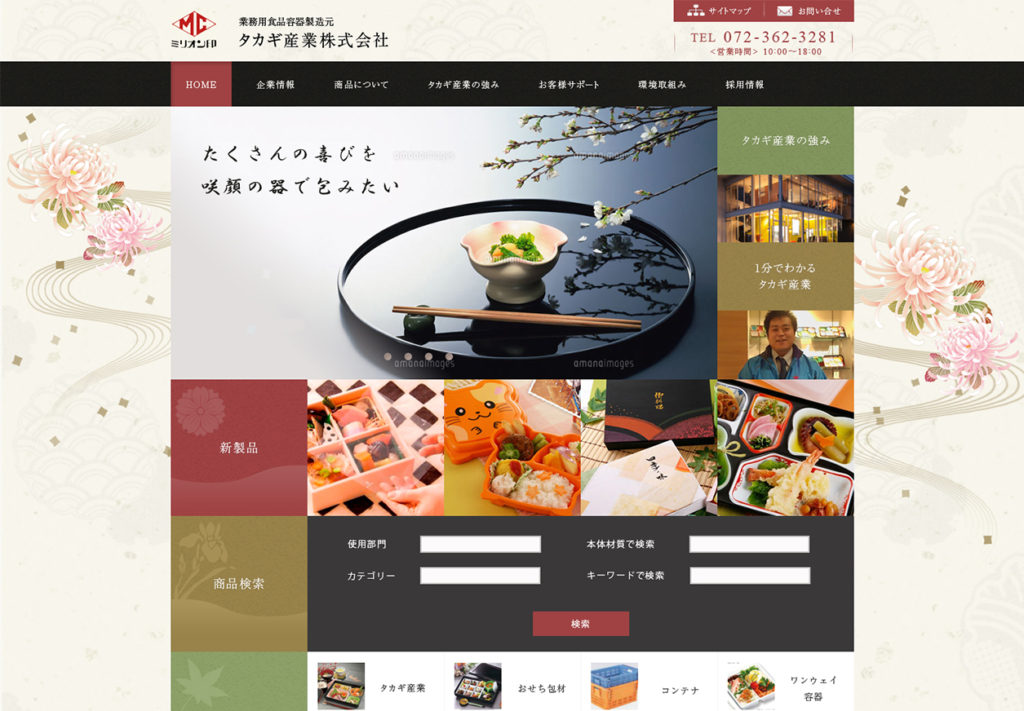 MC
ミリオン印
業務用食品容器製造元
タカギ産業株式会社
サイトマップ
お問い合せ
TEL 072-362-3281
<営業時間> 10:00〜18:00
HOME
企業情報
商品について
タカギ産業の強み
お客様サポート
環境取組み
採用情報
たくさんの喜びを
咲顔の器で包みたい
amanaimages
amanaimages
amanaimages
amanaimages
タカギ産業の強み
1分でわかる
タカギ産業
新製品
商品検索
使用部門
本体材質で検索
カテゴリー
キーワードで検索
検索
タカギ産業
おせち包材
コンテナ
ワンウェイ
容器